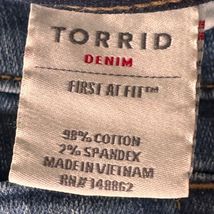 TORRID
DENIM
FIRST AT FIT™
98% COTTON
2% SPANDEX
MADE IN VIETNAM
RN# 148862